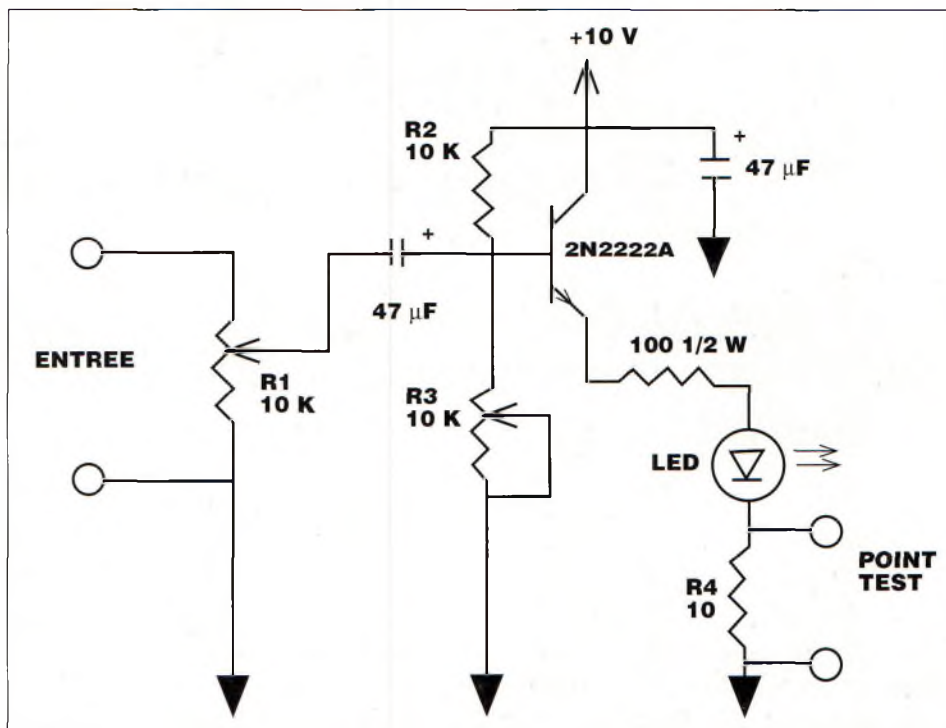 +10 V
R2
10 K
+
47 µF
2N2222A
+
47 µF
100 1/2 W
ENTREE
R1
10 K
R3
10 K
LED
POINT
TEST
R4
10